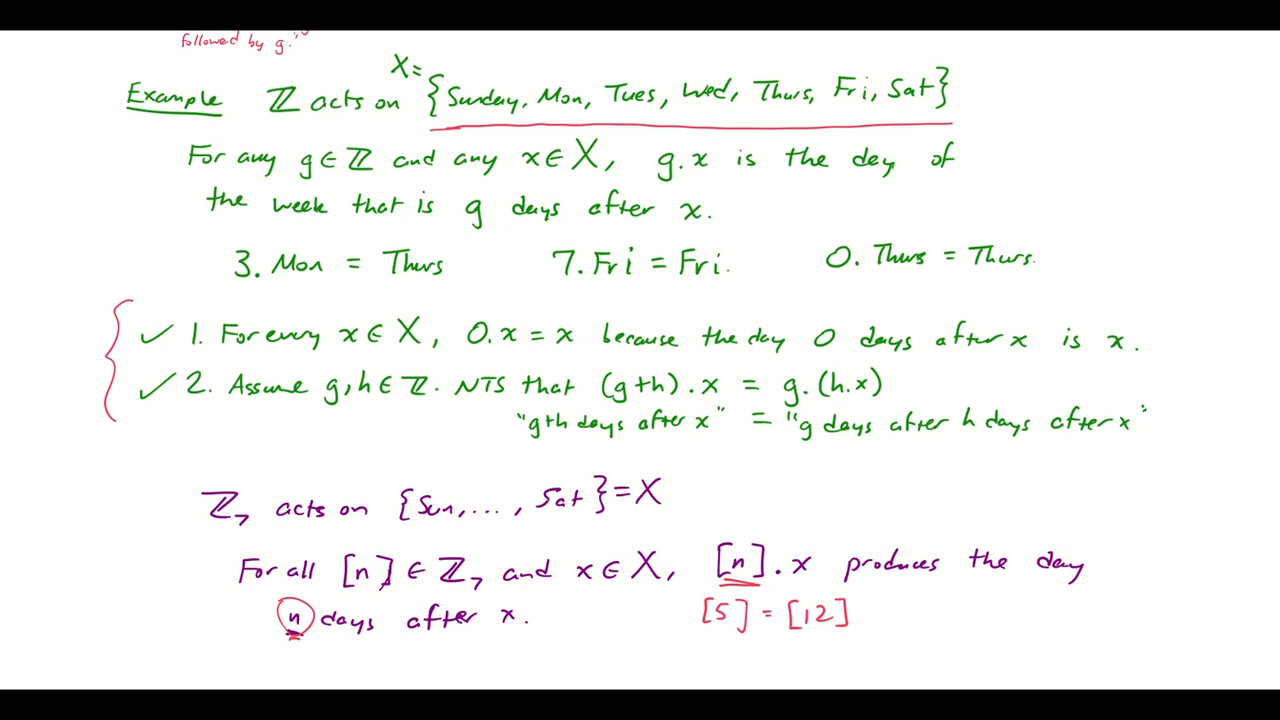 followed by g."
X =
Example ℤ acts on {Sunday, Mon, Tues, Wed, Thurs, Fri, Sat}
For any g ∈ ℤ and any x ∈ X, g.x is the day of
the week that is g days after x.
3. Mon = Thurs 7. Fri = Fri. 0. Thurs = Thurs.
✓ 1. For every x ∈ X, 0.x = x because the day 0 days after x is x.
✓ 2. Assume g, h ∈ ℤ. NTS that (g+h).x = g.(h.x)
"g+h days after x" = "g days after h days after x"
ℤ₇ acts on {Sun, ..., Sat} = X
For all [n] ∈ ℤ₇ and x ∈ X, [n].x produces the day
n days after x. [5] = [12]